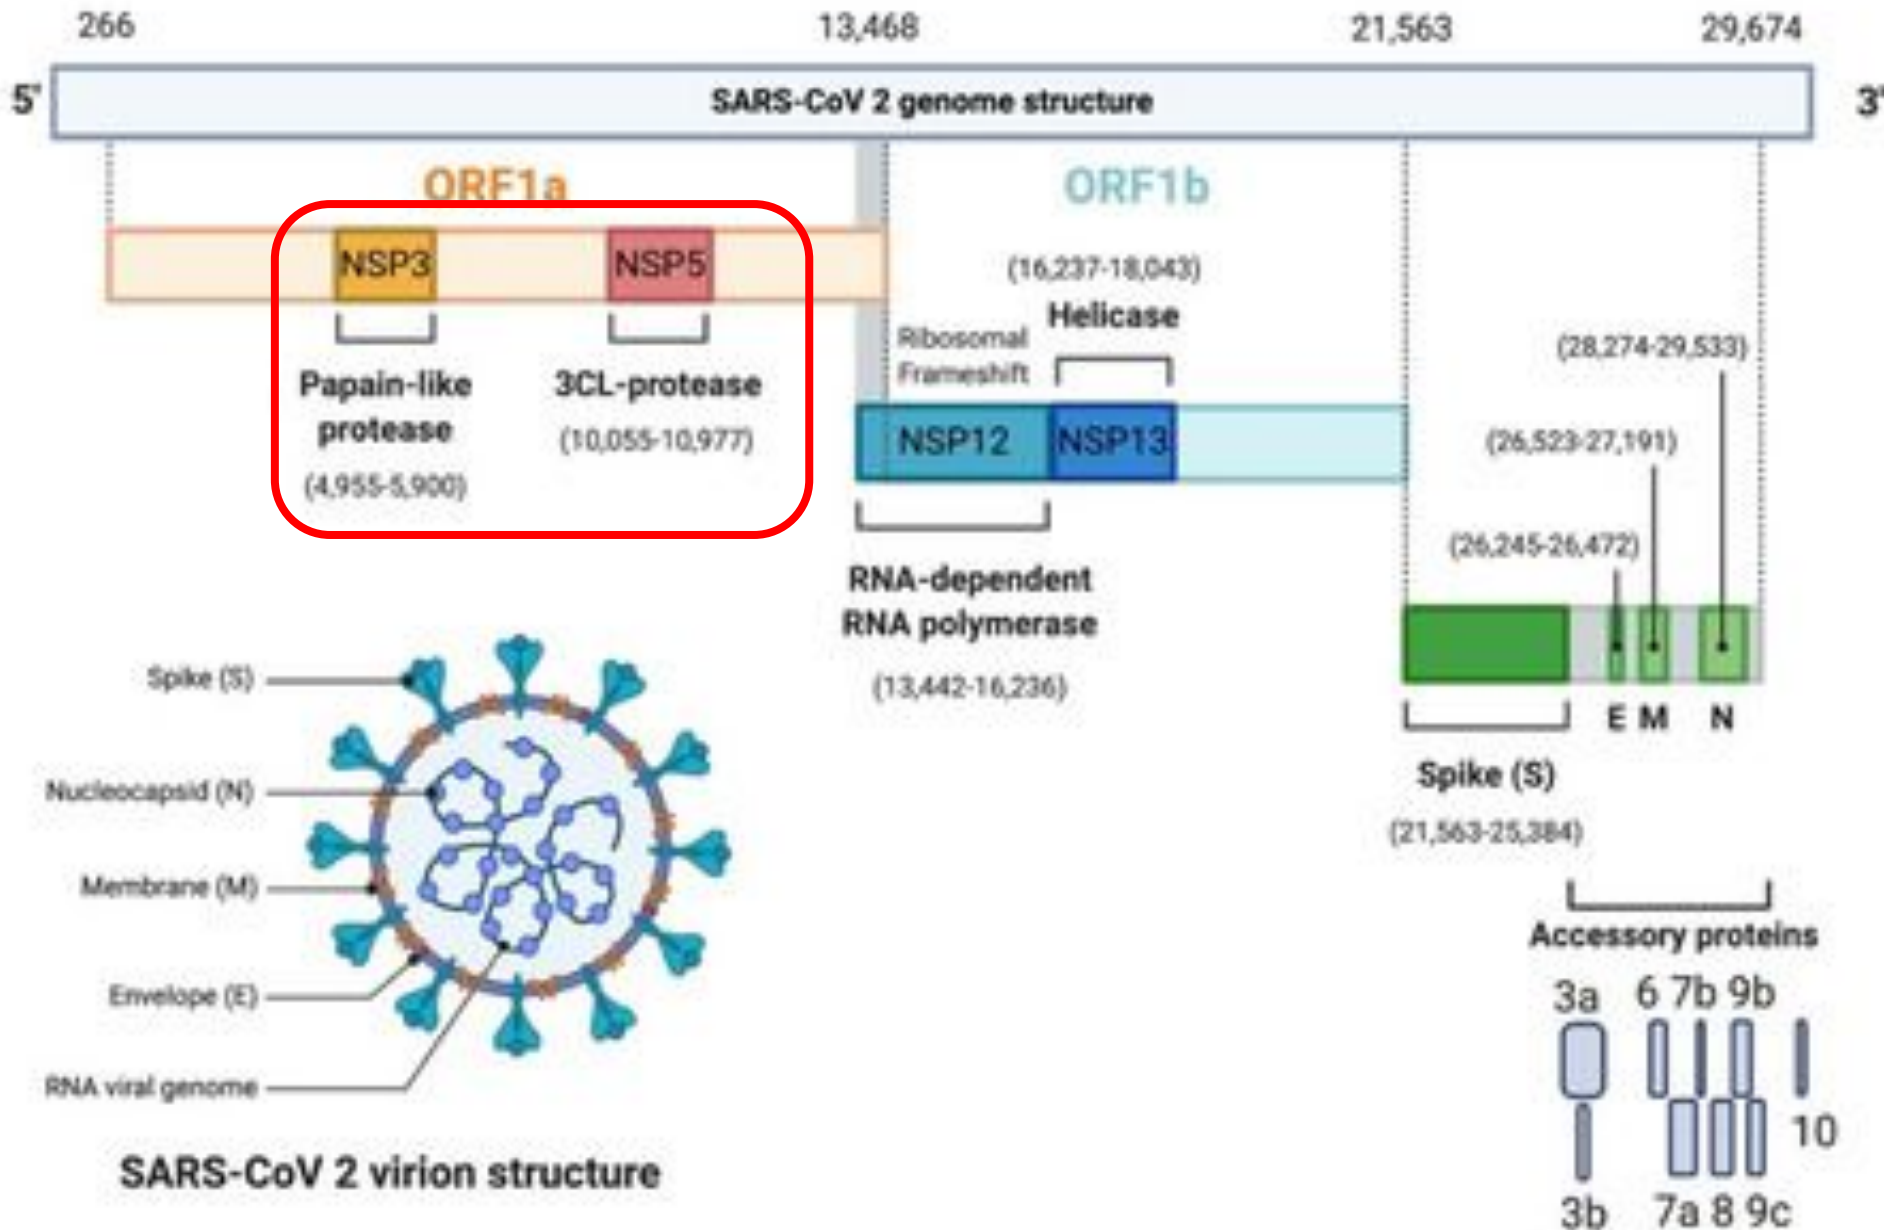 266 13,468 21,563 29,674
5' SARS-CoV 2 genome structure 3'
ORF1a ORF1b
NSP3 NSP5
(16,237-18,043)
Helicase
Ribosomal
Frameshift
Papain-like
protease
(4,955-5,900)
3CL-protease
(10,055-10,977)
NSP12 NSP13
RNA-dependent
RNA polymerase
(13,442-16,236)
(28,274-29,533)
(26,523-27,191)
(26,245-26,472)
E M N
Spike (S)
(21,563-25,384)
Accessory proteins
3a 6 7b 9b
10
3b 7a 8 9c
Spike (S)
Nucleocapsid (N)
Membrane (M)
Envelope (E)
RNA viral genome
SARS-CoV 2 virion structure